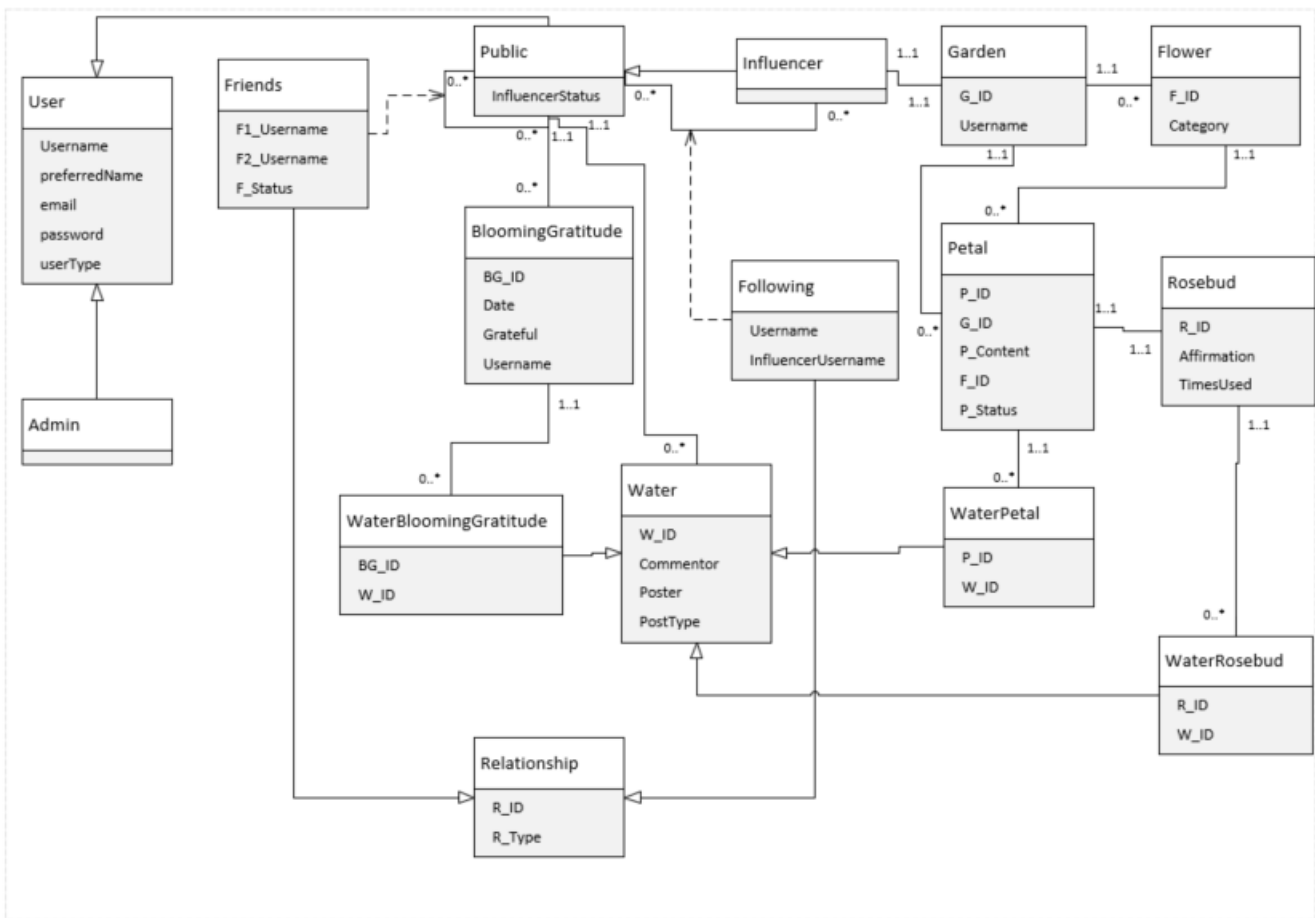 User
Username
preferredName
email
password
userType
Admin
Friends
F1_Username
F2_Username
F_Status
Public
InfluencerStatus
0..*
0..*
1..1
1..1
0..*
0..*
BloomingGratitude
BG_ID
Date
Grateful
Username
1..1
0..*
WaterBloomingGratitude
BG_ID
W_ID
Influencer
1..1
1..1
0..*
Following
Username
InfluencerUsername
Garden
G_ID
Username
1..1
0..*
1..1
Flower
F_ID
Category
1..1
0..*
0..*
Petal
P_ID
G_ID
P_Content
F_ID
P_Status
1..1
1..1
Rosebud
R_ID
Affirmation
TimesUsed
1..1
1..1
0..*
0..*
Water
W_ID
Commentor
Poster
PostType
WaterPetal
P_ID
W_ID
0..*
WaterRosebud
R_ID
W_ID
Relationship
R_ID
R_Type